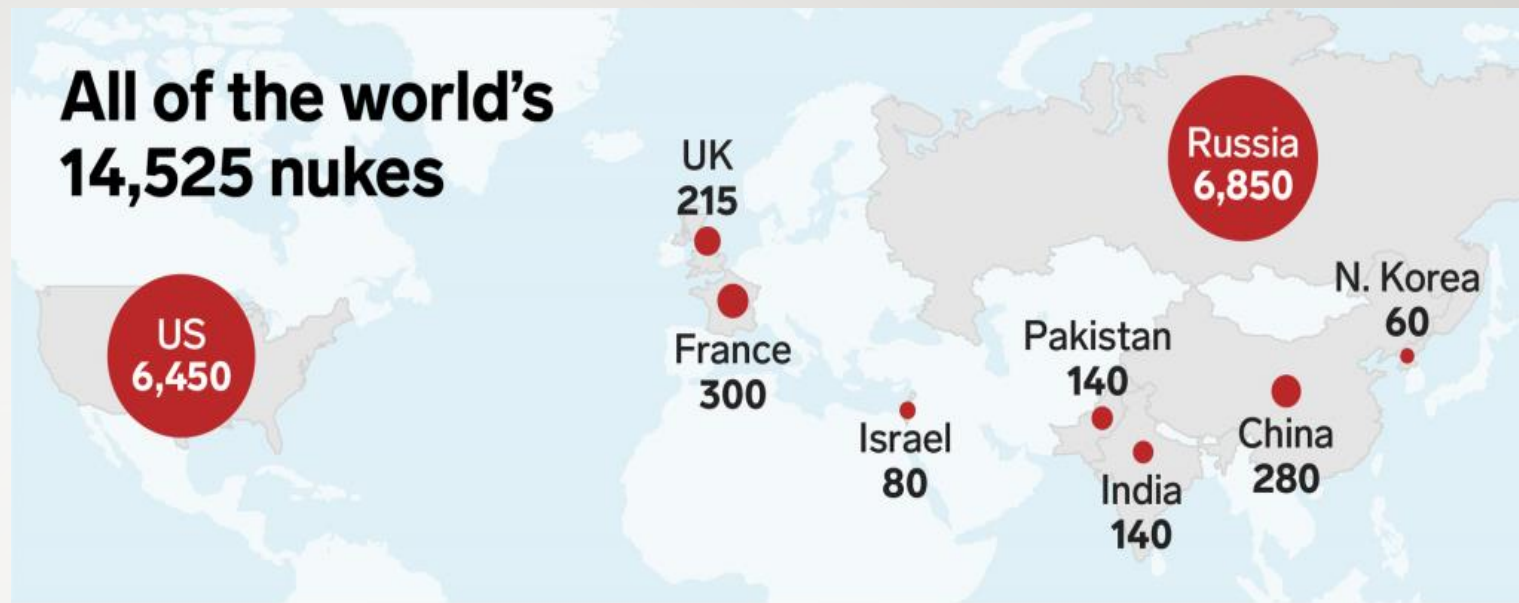 All of the world’s
14,525 nukes
US
6,450
UK
215
France
300
Israel
80
Russia
6,850
Pakistan
140
India
140
China
280
N. Korea
60